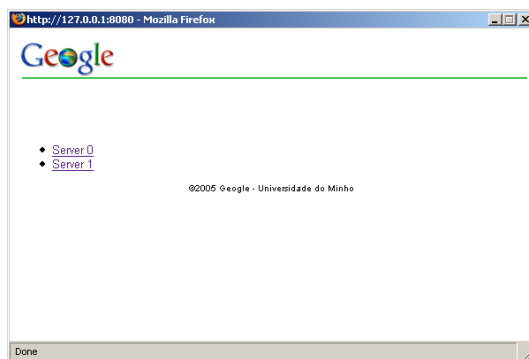 http://127.0.0.1:8080 - Mozilla Firefox
Geogle
Server 0
Server 1
©2005 Geogle - Universidade do Minho
Done